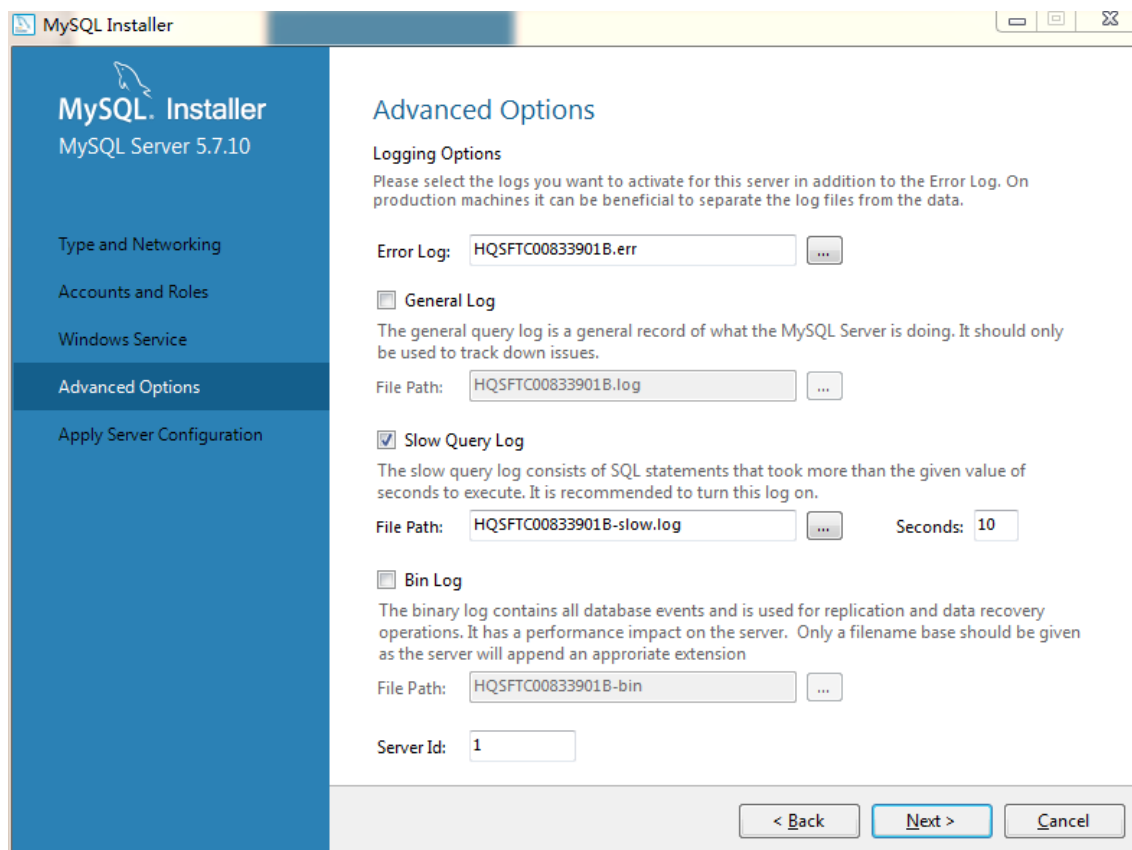 MySQL Installer
MySQL. Installer
MySQL Server 5.7.10
Type and Networking
Accounts and Roles
Windows Service
Advanced Options
Apply Server Configuration
Advanced Options
Logging Options
Please select the logs you want to activate for this server in addition to the Error Log. On
production machines it can be beneficial to separate the log files from the data.
Error Log: HQSFTC00833901B.err ...
General Log
The general query log is a general record of what the MySQL Server is doing. It should only
be used to track down issues.
File Path: HQSFTC00833901B.log ...
Slow Query Log
The slow query log consists of SQL statements that took more than the given value of
seconds to execute. It is recommended to turn this log on.
File Path: HQSFTC00833901B-slow.log ... Seconds: 10
Bin Log
The binary log contains all database events and is used for replication and data recovery
operations. It has a performance impact on the server.  Only a filename base should be given
as the server will append an approriate extension
File Path: HQSFTC00833901B-bin ...
Server Id: 1
< Back Next > Cancel